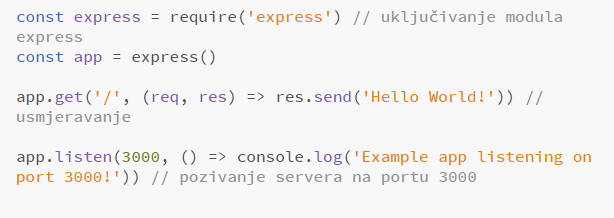 const express = require('express') // uključivanje modula
express
const app = express()
app.get('/', (req, res) => res.send('Hello World!')) //
usmjeravanje
app.listen(3000, () => console.log('Example app listening on
port 3000!')) // pozivanje servera na portu 3000